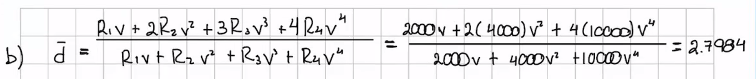 b) d̄ = (R₁v + 2R₂v² + 3R₃v³ + 4R₄v⁴) / (R₁v + R₂v² + R₃v³ + R₄v⁴) = (2000v + 2(4000)v² + 4(10000)v⁴) / (2000v + 4000v² + 10000v⁴) = 2.7984